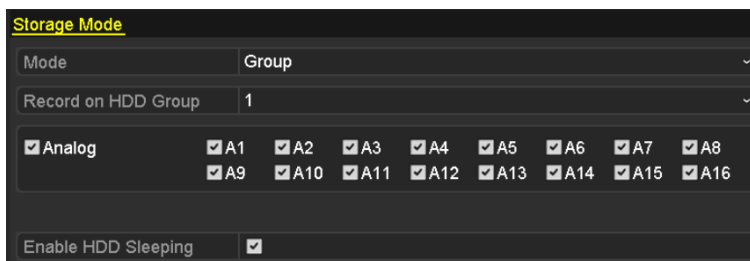 Storage Mode
Mode Group
Record on HDD Group 1
Analog A1 A2 A3 A4 A5 A6 A7 A8
A9 A10 A11 A12 A13 A14 A15 A16
Enable HDD Sleeping